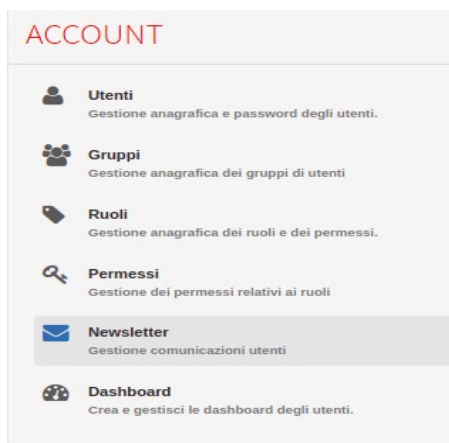 ACCOUNT
Utenti
Gestione anagrafica e password degli utenti.
Gruppi
Gestione anagrafica dei gruppi di utenti
Ruoli
Gestione anagrafica dei ruoli e dei permessi.
Permessi
Gestione dei permessi relativi ai ruoli
Newsletter
Gestione comunicazioni utenti
Dashboard
Crea e gestisci le dashboard degli utenti.